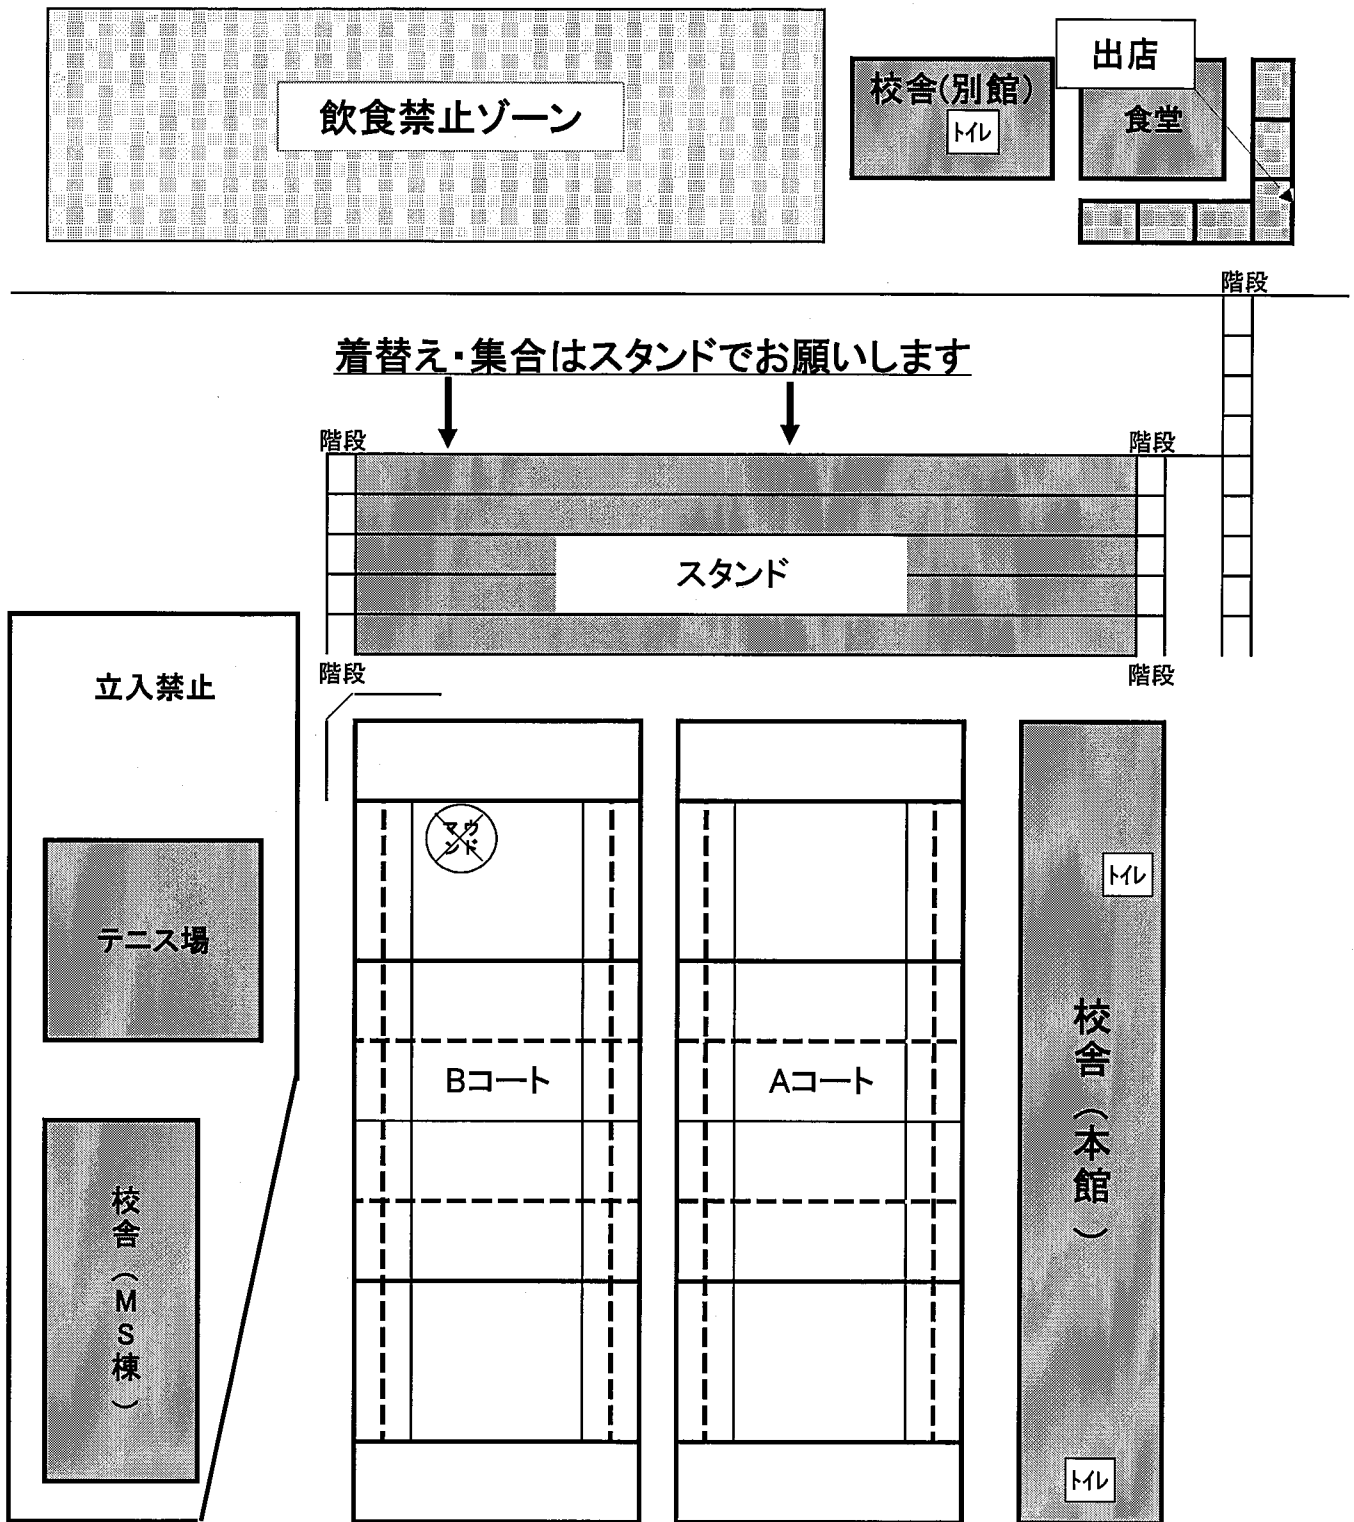 出店
校舎(別館)
飲食禁止ゾーン
食堂
トイレ
階段
着替え・集合はスタンドでお願いします
階段
階段
スタンド
階段
階段
立入禁止
マウンド
トイレ
テニス場
校舎(本館)
Bコート
Aコート
校舎(MS棟)
トイレ